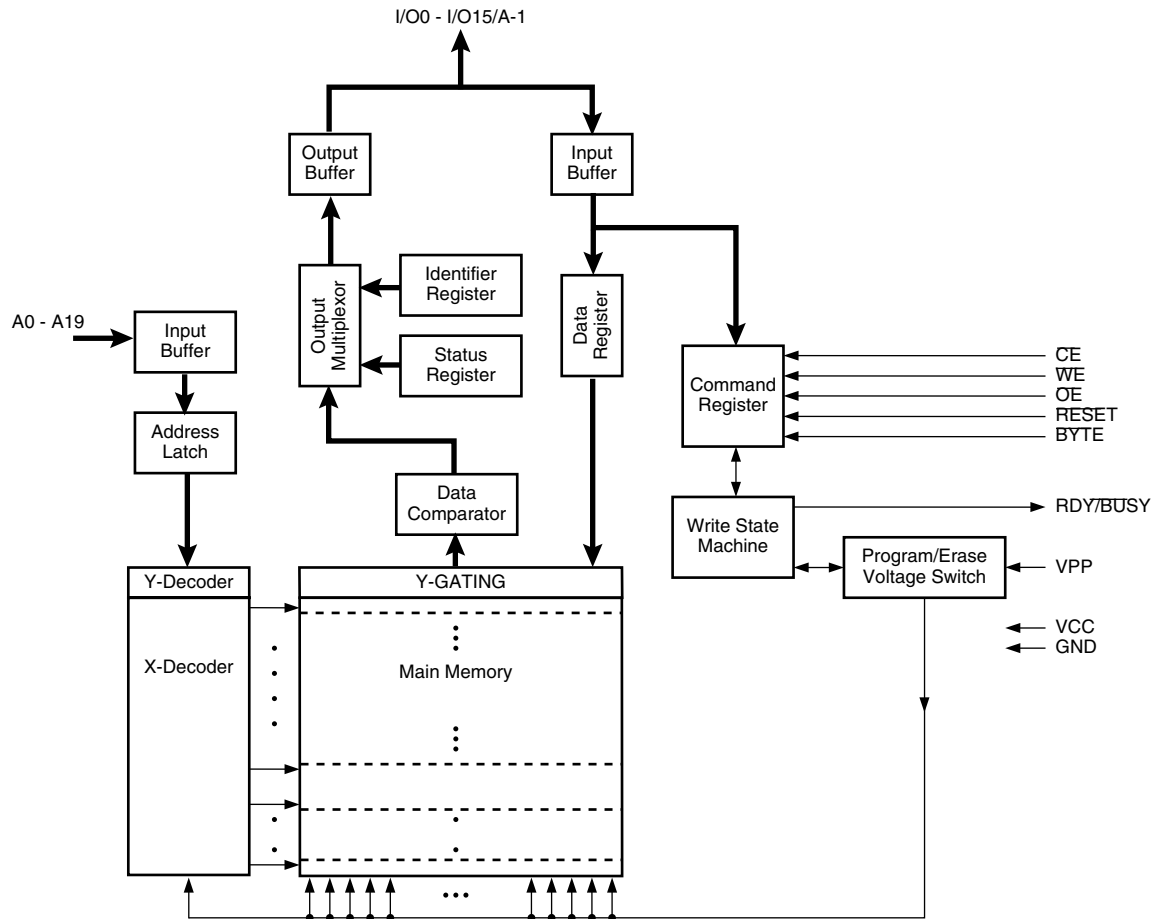 I/O0 - I/O15/A-1
Output
Buffer
Input
Buffer
Identifier
Register
Output
Multiplexor
Data
Register
A0 - A19
Input
Buffer
Status
Register
CE
WE
OE
RESET
BYTE
Command
Register
Address
Latch
Data
Comparator
Write State
Machine
RDY/BUSY
Program/Erase
Voltage Switch
VPP
Y-Decoder
Y-GATING
VCC
GND
X-Decoder
Main Memory